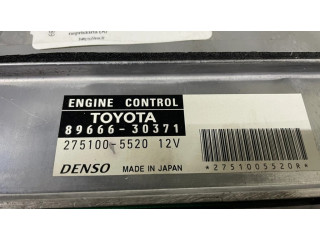 ENGINE CONTROL
TOYOTA
89666-30371
275100-5520 12V
DENSO MADE IN JAPAN
*2751005520R*